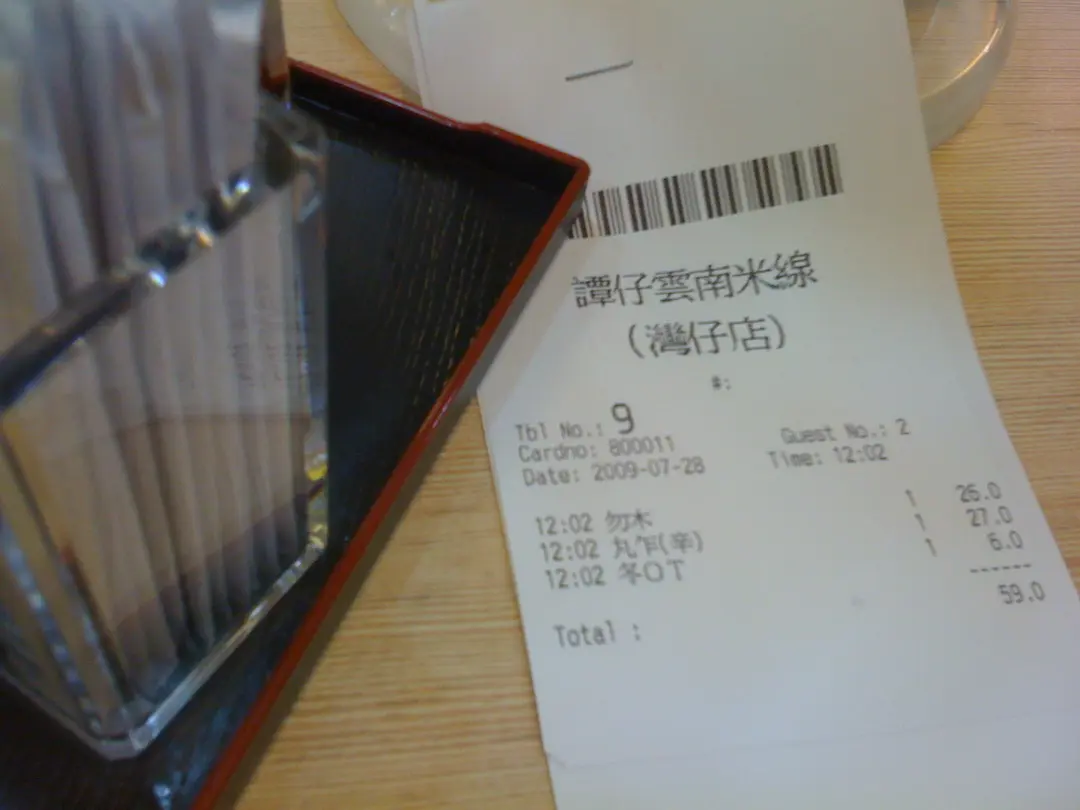 譚仔雲南米線
(灣仔店)
#:
Tbl No.: 9 Guest No.: 2
Cardno: 800011
Date: 2009-07-28 Time: 12:02
12:02 勿木 1 26.0
12:02 丸乍(辛) 1 27.0
12:02 冬OT 1 6.0
------
Total : 59.0